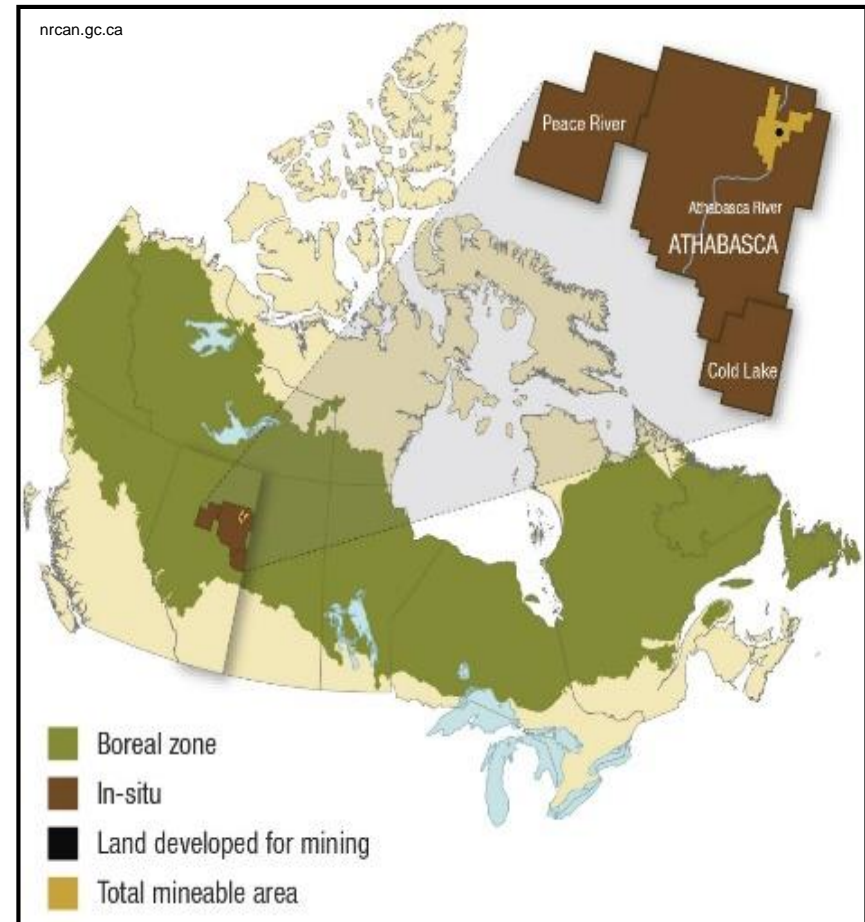 nrcan.gc.ca
Peace River
Athabasca River
ATHABASCA
Cold Lake
Boreal zone
In-situ
Land developed for mining
Total mineable area